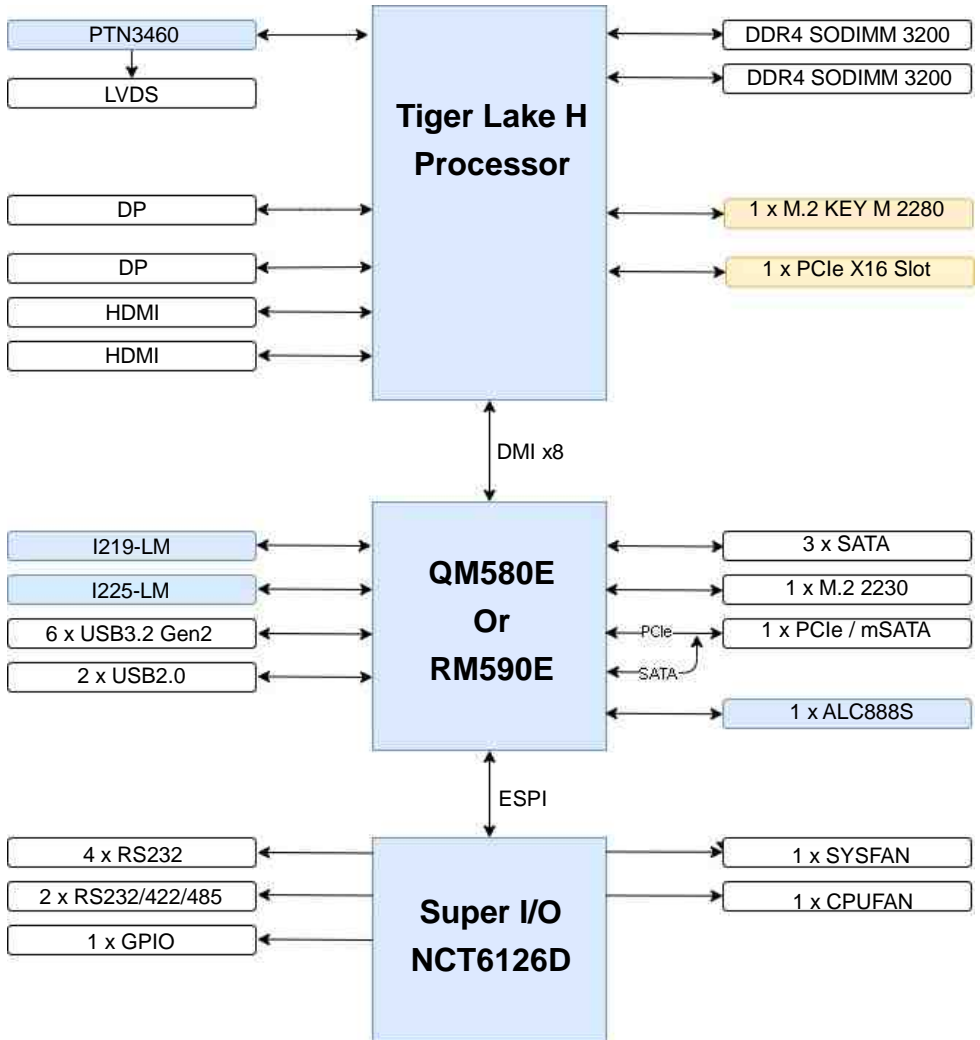 PTN3460
DDR4 SODIMM 3200
LVDS
DDR4 SODIMM 3200
Tiger Lake H
Processor
DP
1 x M.2 KEY M 2280
DP
1 x PCIe X16 Slot
HDMI
HDMI
DMI x8
I219-LM
3 x SATA
I225-LM
1 x M.2 2230
QM580E
Or
RM590E
6 x USB3.2 Gen2
PCIe
1 x PCIe / mSATA
2 x USB2.0
SATA
1 x ALC888S
ESPI
4 x RS232
1 x SYSFAN
2 x RS232/422/485
1 x CPUFAN
Super I/O
NCT6126D
1 x GPIO